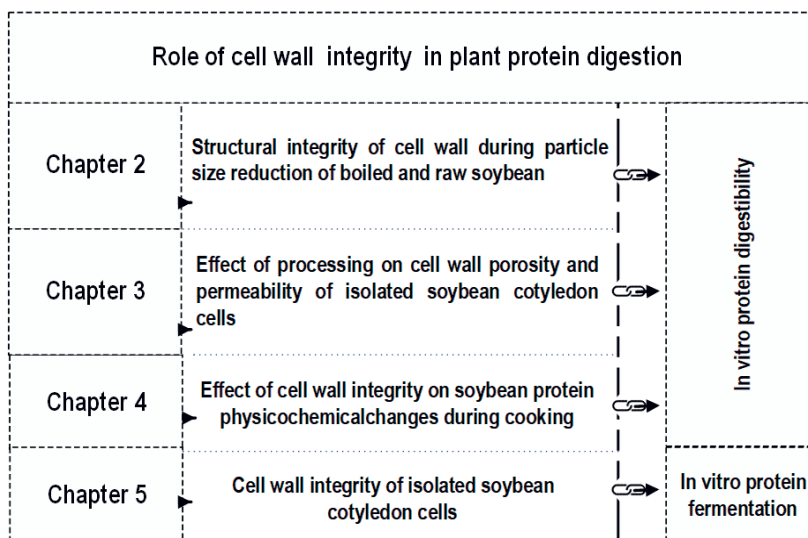 Role of cell wall integrity in plant protein digestion
Chapter 2
Structural integrity of cell wall during particle
size reduction of boiled and raw soybean
Chapter 3
Effect of processing on cell wall porosity and
permeability of isolated soybean cotyledon
cells
Chapter 4
Effect of cell wall integrity on soybean protein
physicochemicalchanges during cooking
In vitro protein digestibility
Chapter 5
Cell wall integrity of isolated soybean
cotyledon cells
In vitro protein
fermentation